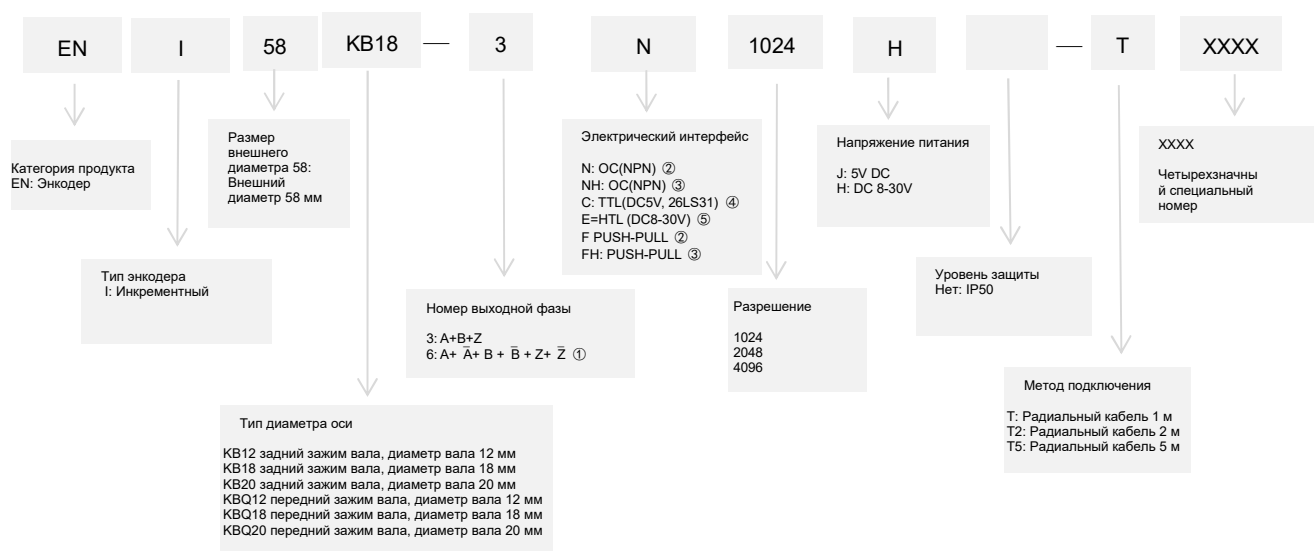 EN I 58 KB18 — 3 N 1024 H — T XXXX
Категория продукта
EN: Энкодер
Тип энкодера
I: Инкрементный
Размер
внешнего
диаметра 58:
Внешний
диаметр 58 мм
Тип диаметра оси
KB12 задний зажим вала, диаметр вала 12 мм
KB18 задний зажим вала, диаметр вала 18 мм
KB20 задний зажим вала, диаметр вала 20 мм
KBQ12 передний зажим вала, диаметр вала 12 мм
KBQ18 передний зажим вала, диаметр вала 18 мм
KBQ20 передний зажим вала, диаметр вала 20 мм
Номер выходной фазы
3: A+B+Z
6: A+ A̅+ B + B̅ + Z+ Z̅ ①
Электрический интерфейс
N: OC(NPN) ②
NH: OC(NPN) ③
C: TTL(DC5V, 26LS31) ④
E=HTL (DC8-30V) ⑤
F PUSH-PULL ②
FH: PUSH-PULL ③
Разрешение
1024
2048
4096
Напряжение питания
J: 5V DC
H: DC 8-30V
Уровень защиты
Нет: IP50
Метод подключения
T: Радиальный кабель 1 м
T2: Радиальный кабель 2 м
T5: Радиальный кабель 5 м
XXXX
Четырехзначны
й специальный
номер